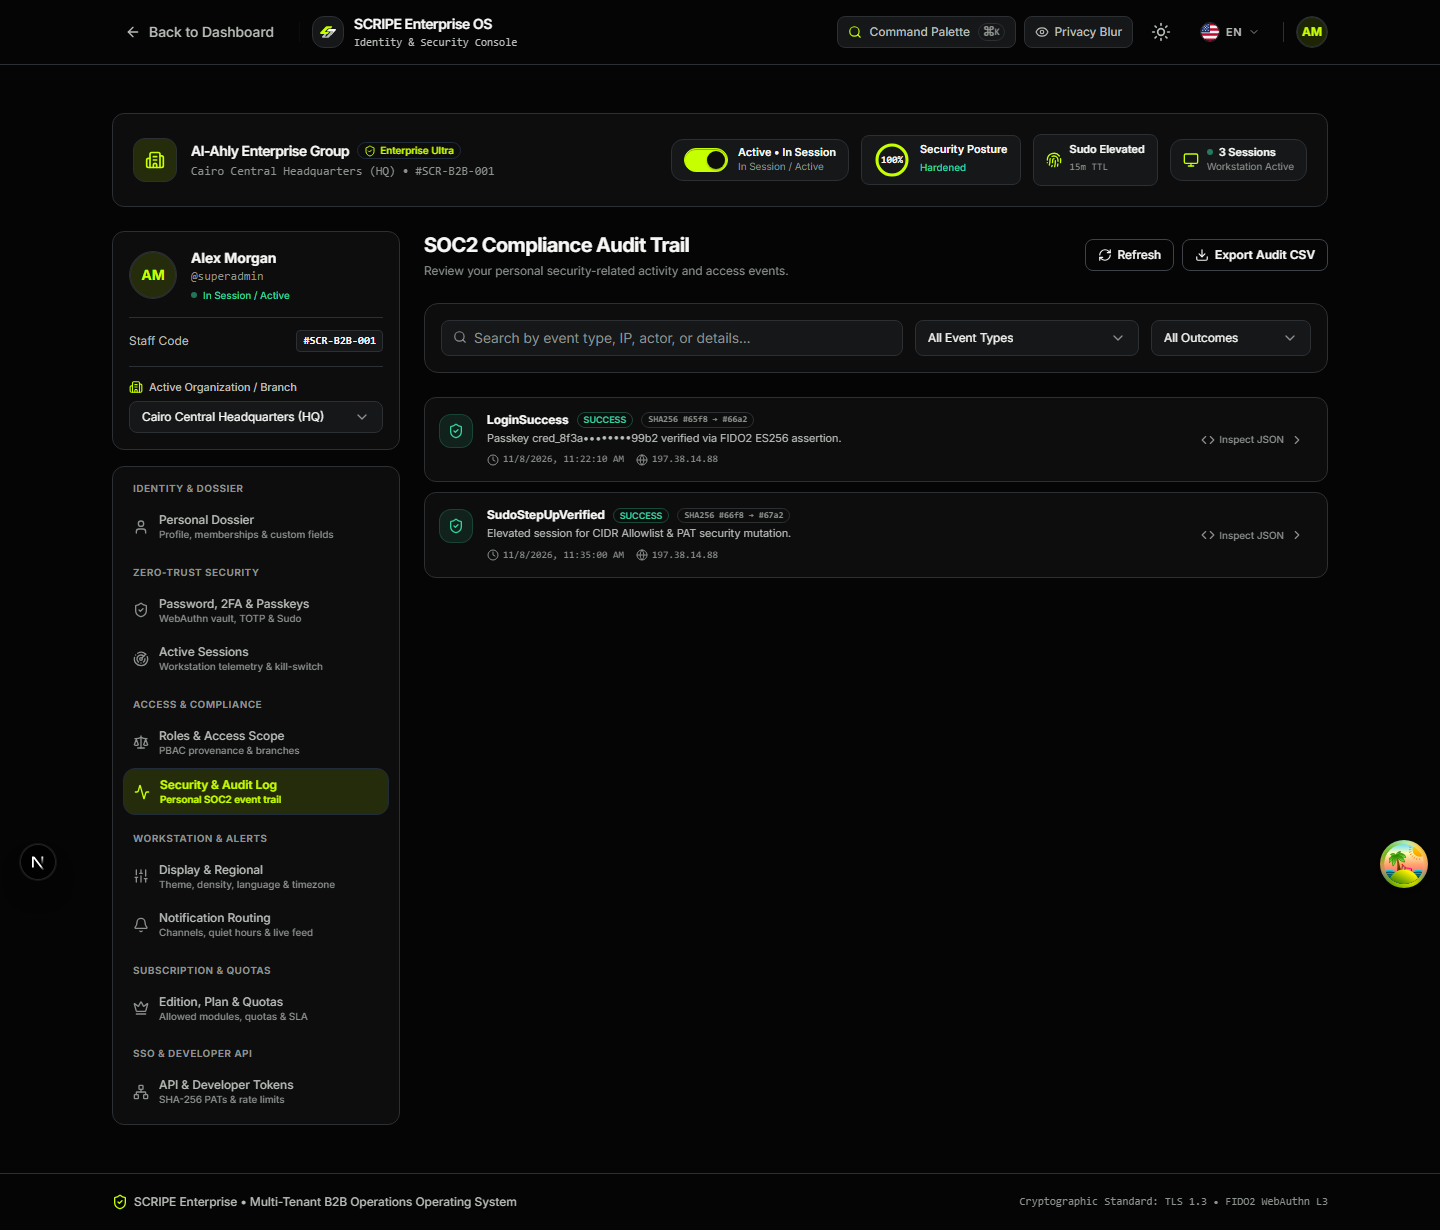 Back to Dashboard
SCRIPE Enterprise OS
Identity & Security Console
Command Palette ⌘K
Privacy Blur
EN
AM
Al-Ahly Enterprise Group
Enterprise Ultra
Cairo Central Headquarters (HQ) • #SCR-B2B-001
Active • In Session
In Session / Active
100%
Security Posture
Hardened
Sudo Elevated
15m TTL
3 Sessions
Workstation Active
AM
Alex Morgan
@superadmin
In Session / Active
Staff Code
#SCR-B2B-001
Active Organization / Branch
Cairo Central Headquarters (HQ)
IDENTITY & DOSSIER
Personal Dossier
Profile, memberships & custom fields
ZERO-TRUST SECURITY
Password, 2FA & Passkeys
WebAuthn vault, TOTP & Sudo
Active Sessions
Workstation telemetry & kill-switch
ACCESS & COMPLIANCE
Roles & Access Scope
PBAC provenance & branches
Security & Audit Log
Personal SOC2 event trail
WORKSTATION & ALERTS
Display & Regional
Theme, density, language & timezone
Notification Routing
Channels, quiet hours & live feed
SUBSCRIPTION & QUOTAS
Edition, Plan & Quotas
Allowed modules, quotas & SLA
SSO & DEVELOPER API
API & Developer Tokens
SHA-256 PATs & rate limits
SOC2 Compliance Audit Trail
Review your personal security-related activity and access events.
Refresh
Export Audit CSV
Search by event type, IP, actor, or details...
All Event Types
All Outcomes
LoginSuccess SUCCESS SHA256 #65f8 → #66a2
Passkey cred_8f3a••••••••99b2 verified via FIDO2 ES256 assertion.
11/8/2026, 11:22:10 AM 197.38.14.88
Inspect JSON
SudoStepUpVerified SUCCESS SHA256 #66f8 → #67a2
Elevated session for CIDR Allowlist & PAT security mutation.
11/8/2026, 11:35:00 AM 197.38.14.88
Inspect JSON
N
SCRIPE Enterprise • Multi-Tenant B2B Operations Operating System
Cryptographic Standard: TLS 1.3 • FIDO2 WebAuthn L3